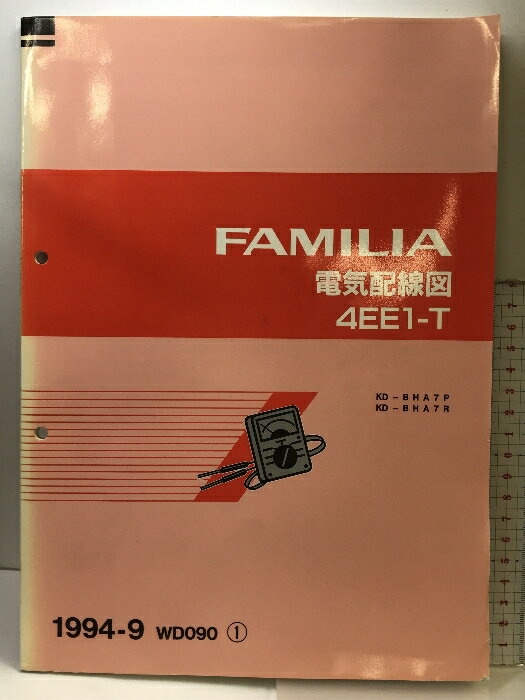 FAMILIA
電気配線図
4EE1-T
KD-BHA7P
KD-BHA7R
1994-9 WD090 ①